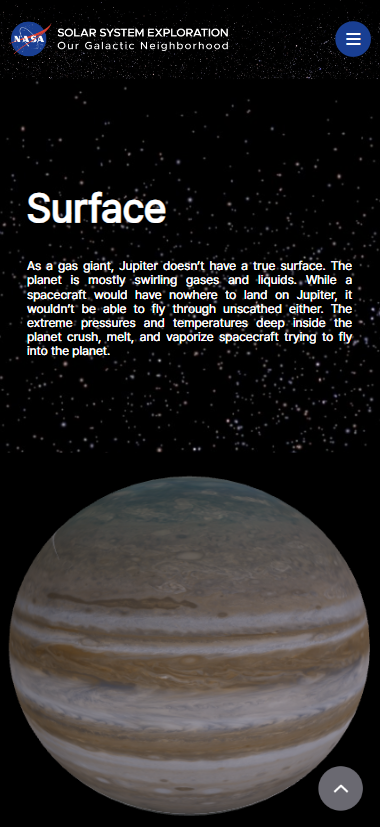 NASA
SOLAR SYSTEM EXPLORATION
Our Galactic Neighborhood
Surface
As a gas giant, Jupiter doesn’t have a true surface. The
planet is mostly swirling gases and liquids. While a
spacecraft would have nowhere to land on Jupiter, it
wouldn’t be able to fly through unscathed either. The
extreme pressures and temperatures deep inside the
planet crush, melt, and vaporize spacecraft trying to fly
into the planet.